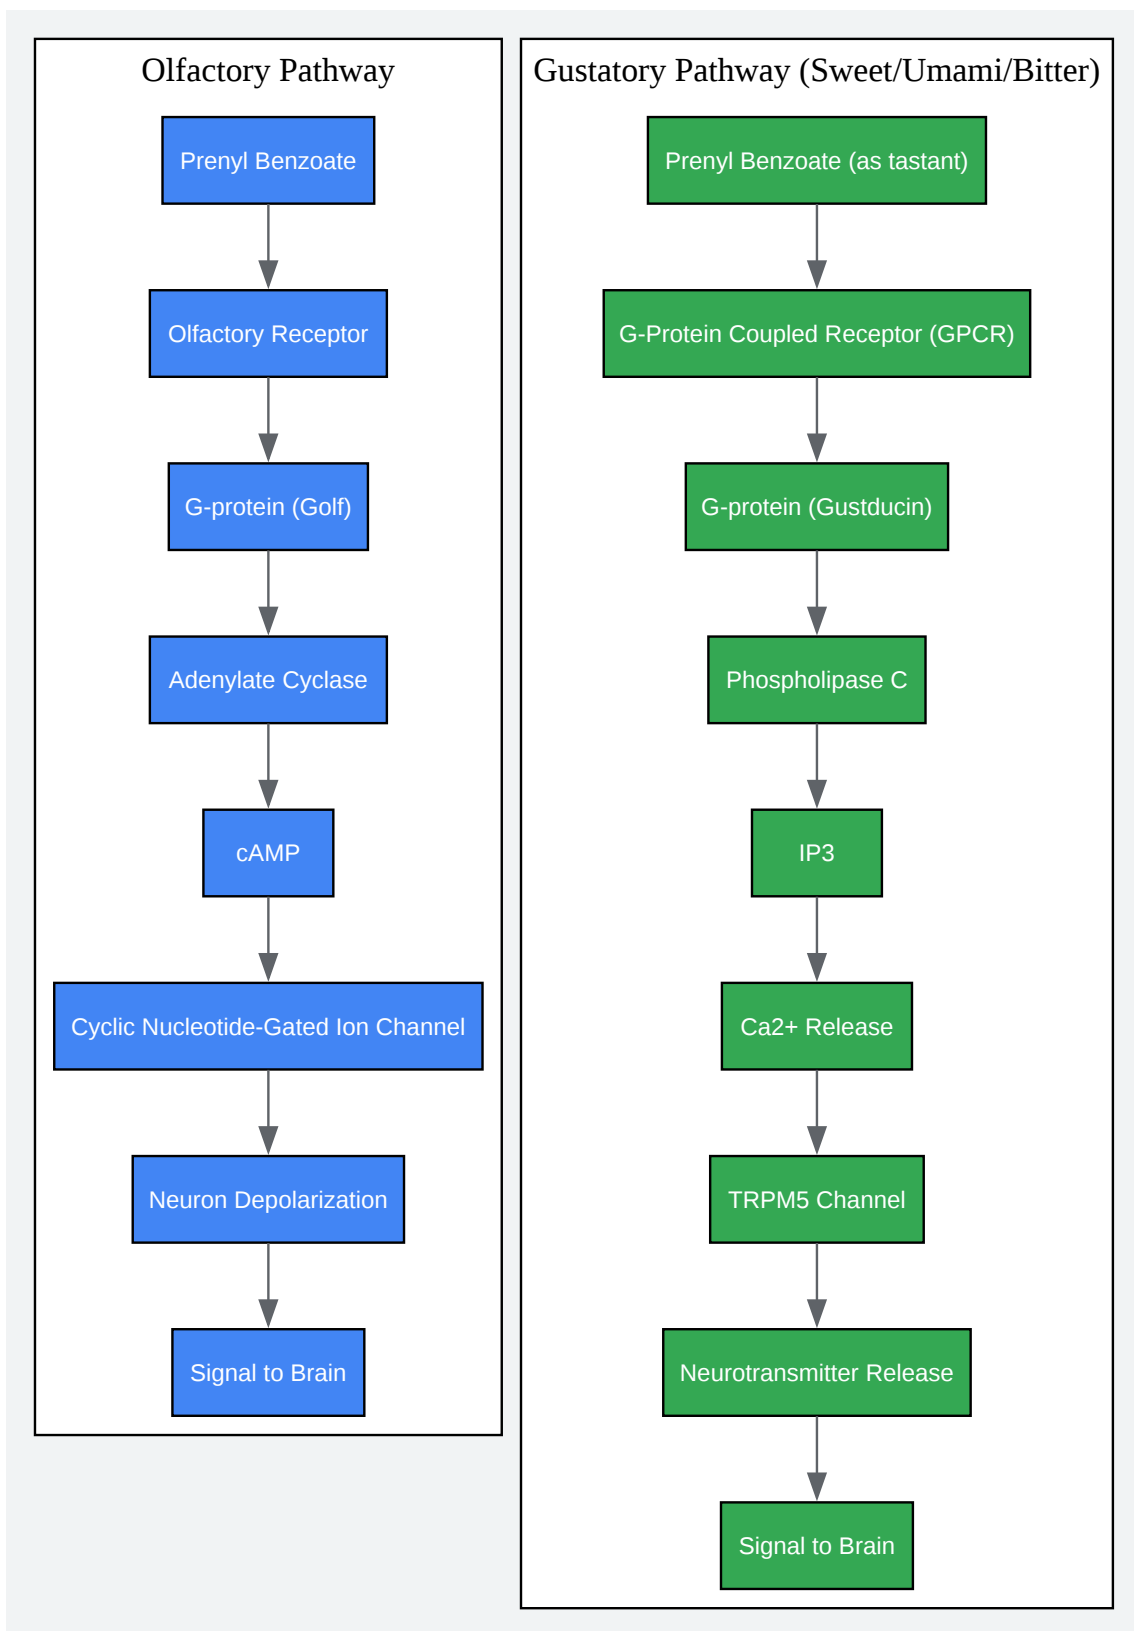 Olfactory Pathway
Prenyl Benzoate
Olfactory Receptor
G-protein (Golf)
Adenylate Cyclase
cAMP
Cyclic Nucleotide-Gated Ion Channel
Neuron Depolarization
Signal to Brain
Gustatory Pathway (Sweet/Umami/Bitter)
Prenyl Benzoate (as tastant)
G-Protein Coupled Receptor (GPCR)
G-protein (Gustducin)
Phospholipase C
IP3
Ca2+ Release
TRPM5 Channel
Neurotransmitter Release
Signal to Brain